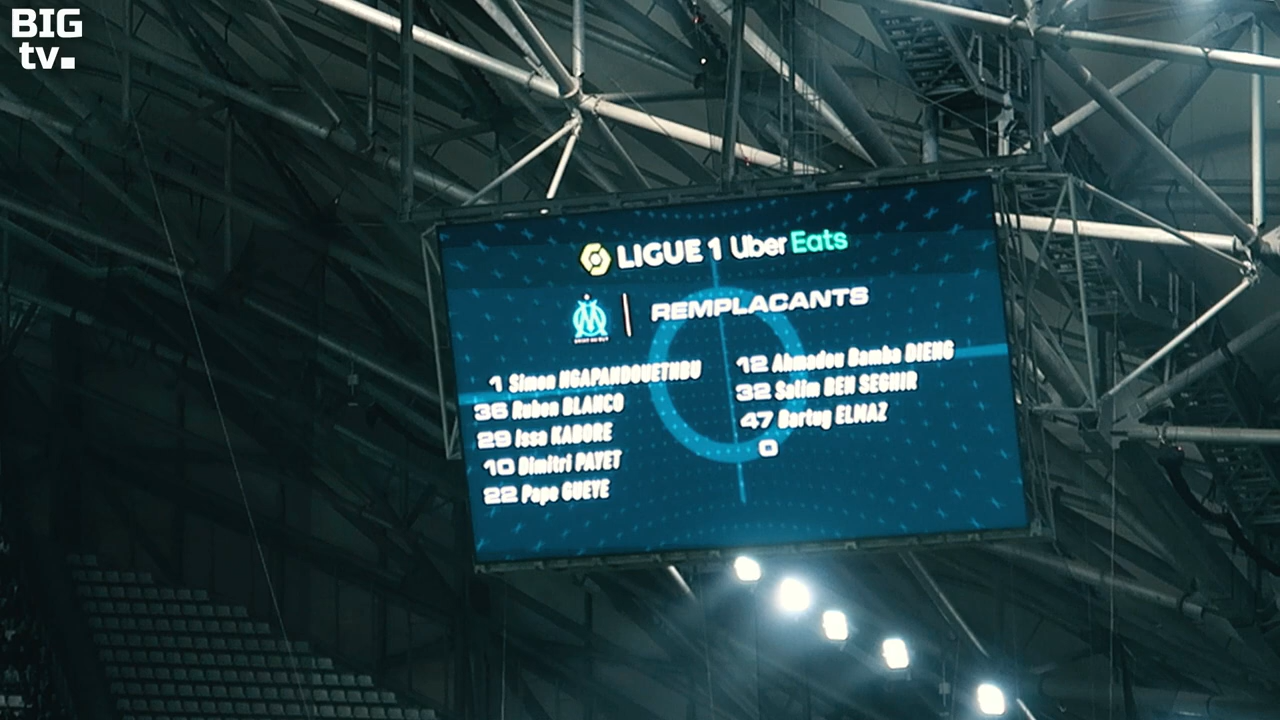 BIG
tv.
LIGUE 1 Uber Eats
REMPLACANTS
1 Simon NGAPANDOUETNBU
36 Ruben BLANCO
29 Issa KABORE
10 Dimitri PAYET
22 Pape GUEYE
12 Ahmadou Bamba DIENG
32 Salim BEN SEGHIR
47 Bartug ELMAZ
0